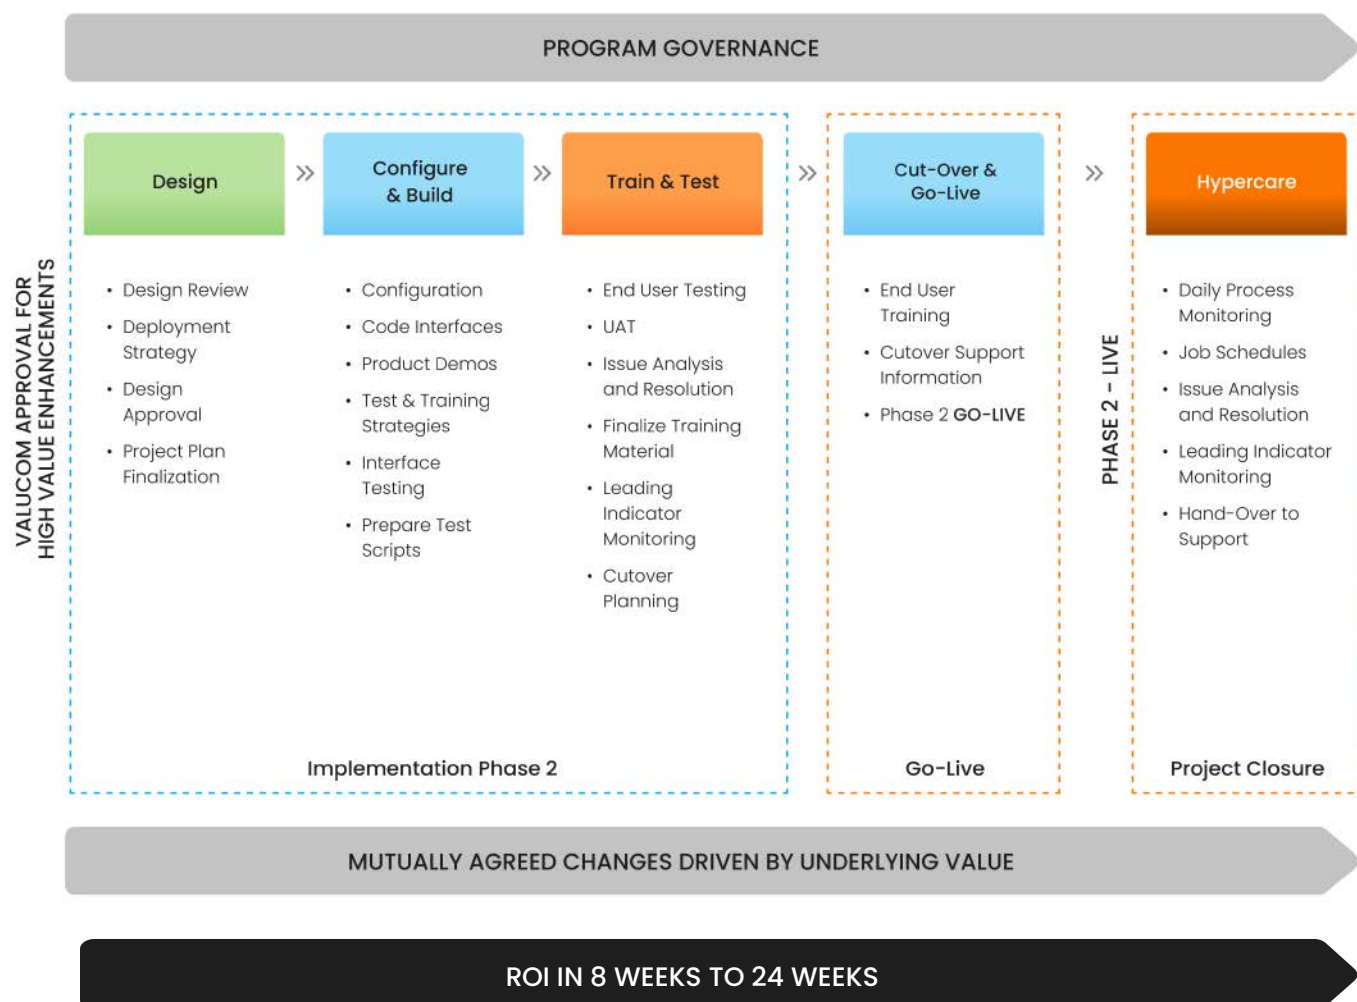 PROGRAM GOVERNANCE
VALUCOM APPROVAL FOR
HIGH VALUE ENHANCEMENTS
Design
• Design Review
• Deployment
Strategy
• Design
Approval
• Project Plan
Finalization
»
Configure
& Build
• Configuration
• Code Interfaces
• Product Demos
• Test & Training
Strategies
• Interface
Testing
• Prepare Test
Scripts
»
Train & Test
• End User Testing
• UAT
• Issue Analysis
and Resolution
• Finalize Training
Material
• Leading
Indicator
Monitoring
• Cutover
Planning
Implementation Phase 2
»
Cut-Over &
Go-Live
• End User
Training
• Cutover Support
Information
• Phase 2 GO-LIVE
Go-Live
»
PHASE 2 - LIVE
Hypercare
• Daily Process
Monitoring
• Job Schedules
• Issue Analysis
and Resolution
• Leading Indicator
Monitoring
• Hand-Over to
Support
Project Closure
MUTUALLY AGREED CHANGES DRIVEN BY UNDERLYING VALUE
ROI IN 8 WEEKS TO 24 WEEKS